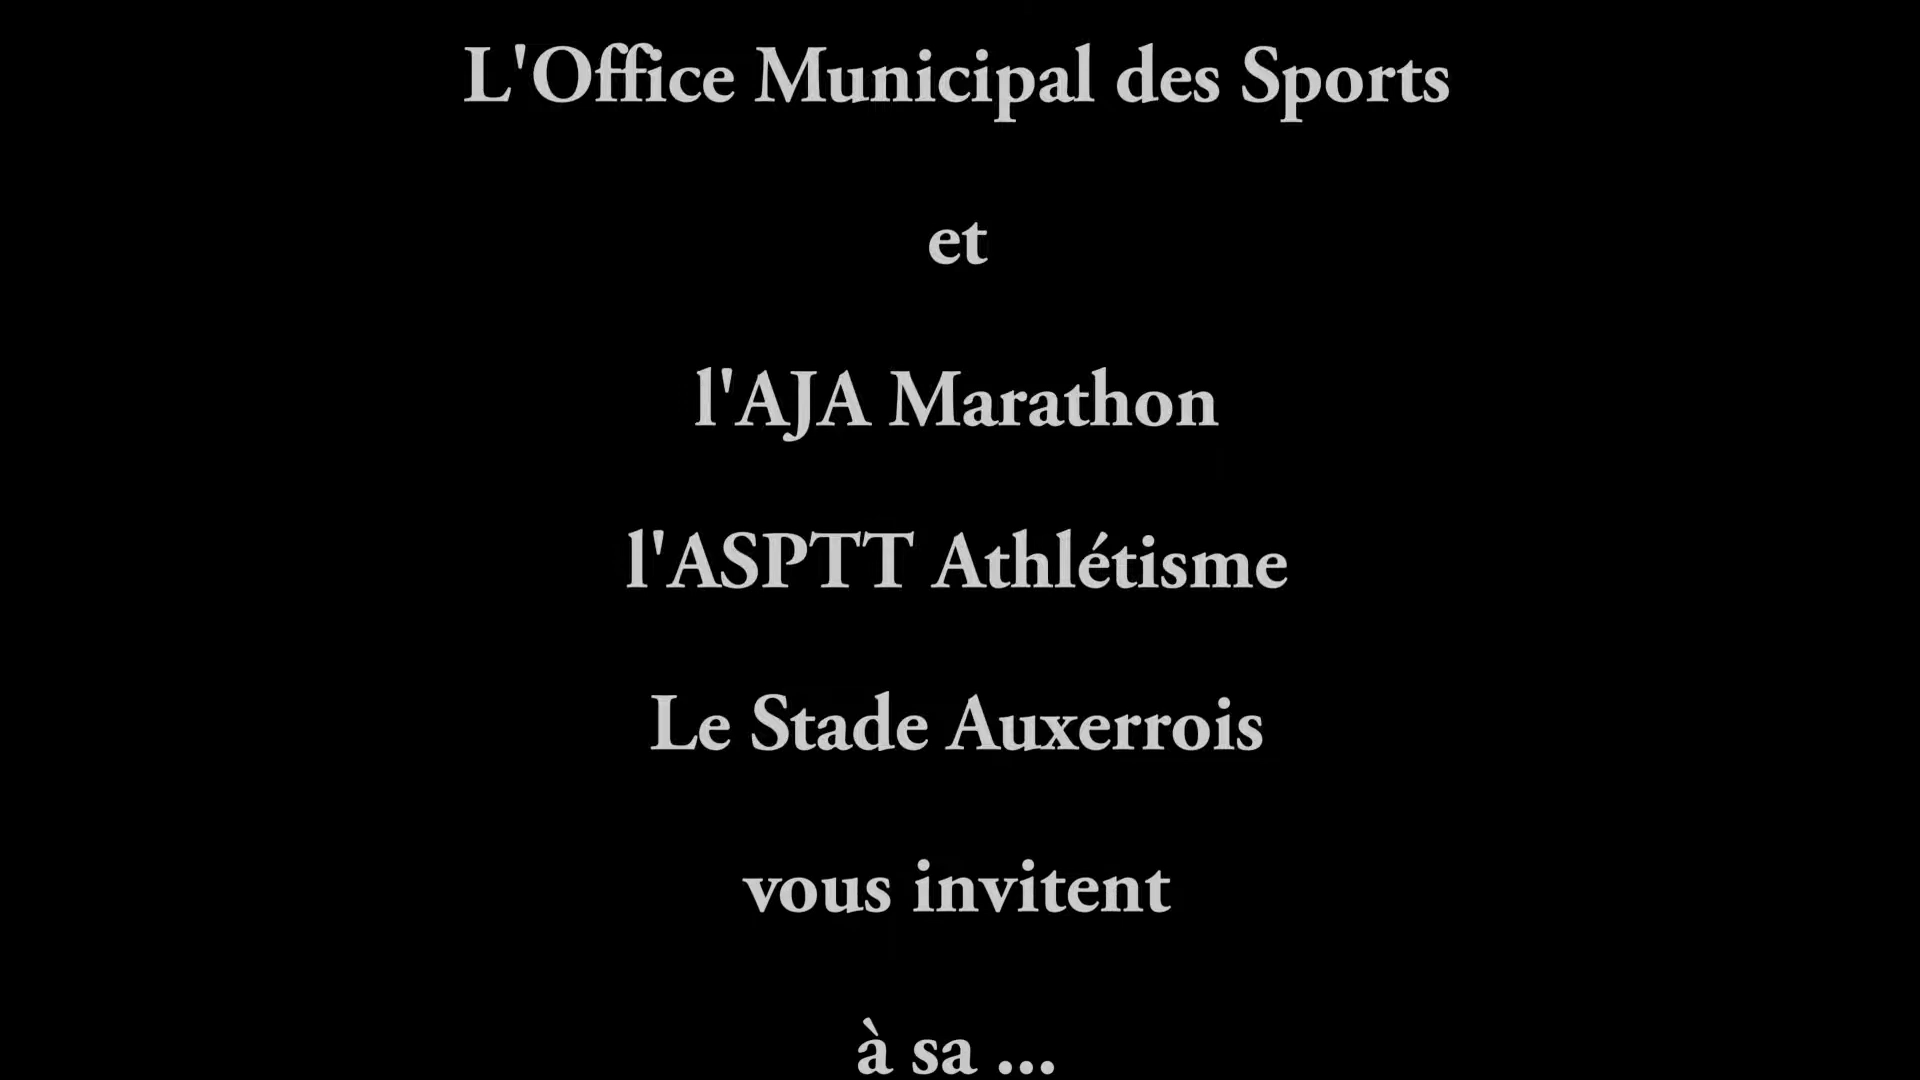 L'Office Municipal des Sports
et
l'AJA Marathon
l'ASPTT Athlétisme
Le Stade Auxerrois
vous invitent
à sa ...